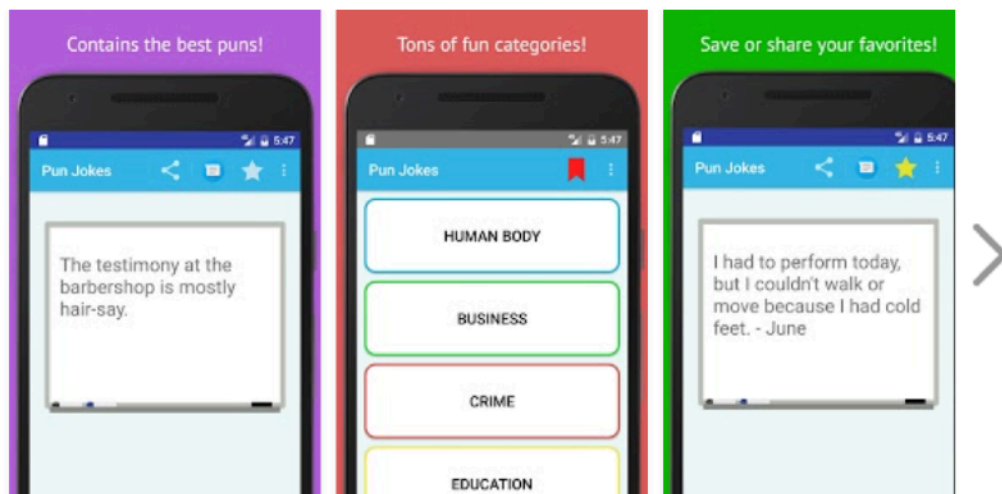 Contains the best puns!
5:47
Pun Jokes
The testimony at the
barbershop is mostly
hair-say.
Tons of fun categories!
5:47
Pun Jokes
HUMAN BODY
BUSINESS
CRIME
EDUCATION
Save or share your favorites!
5:47
Pun Jokes
I had to perform today,
but I couldn't walk or
move because I had cold
feet. - June